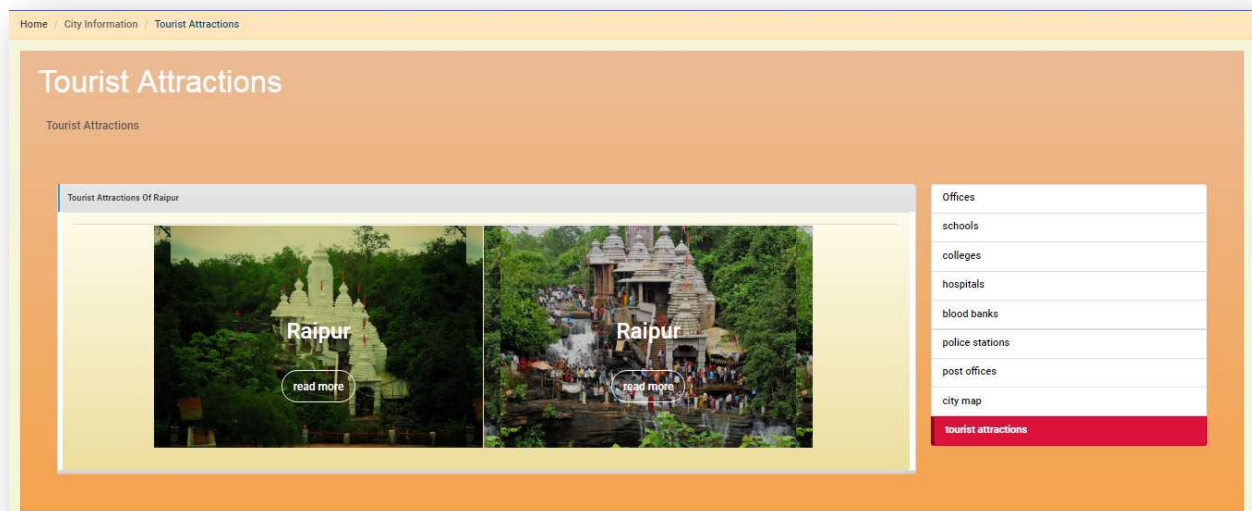 Home / City Information / Tourist Attractions
Tourist Attractions
Tourist Attractions
Tourist Attractions Of Raipur
Raipur
read more
Raipur
read more
Offices
schools
colleges
hospitals
blood banks
police stations
post offices
city map
tourist attractions